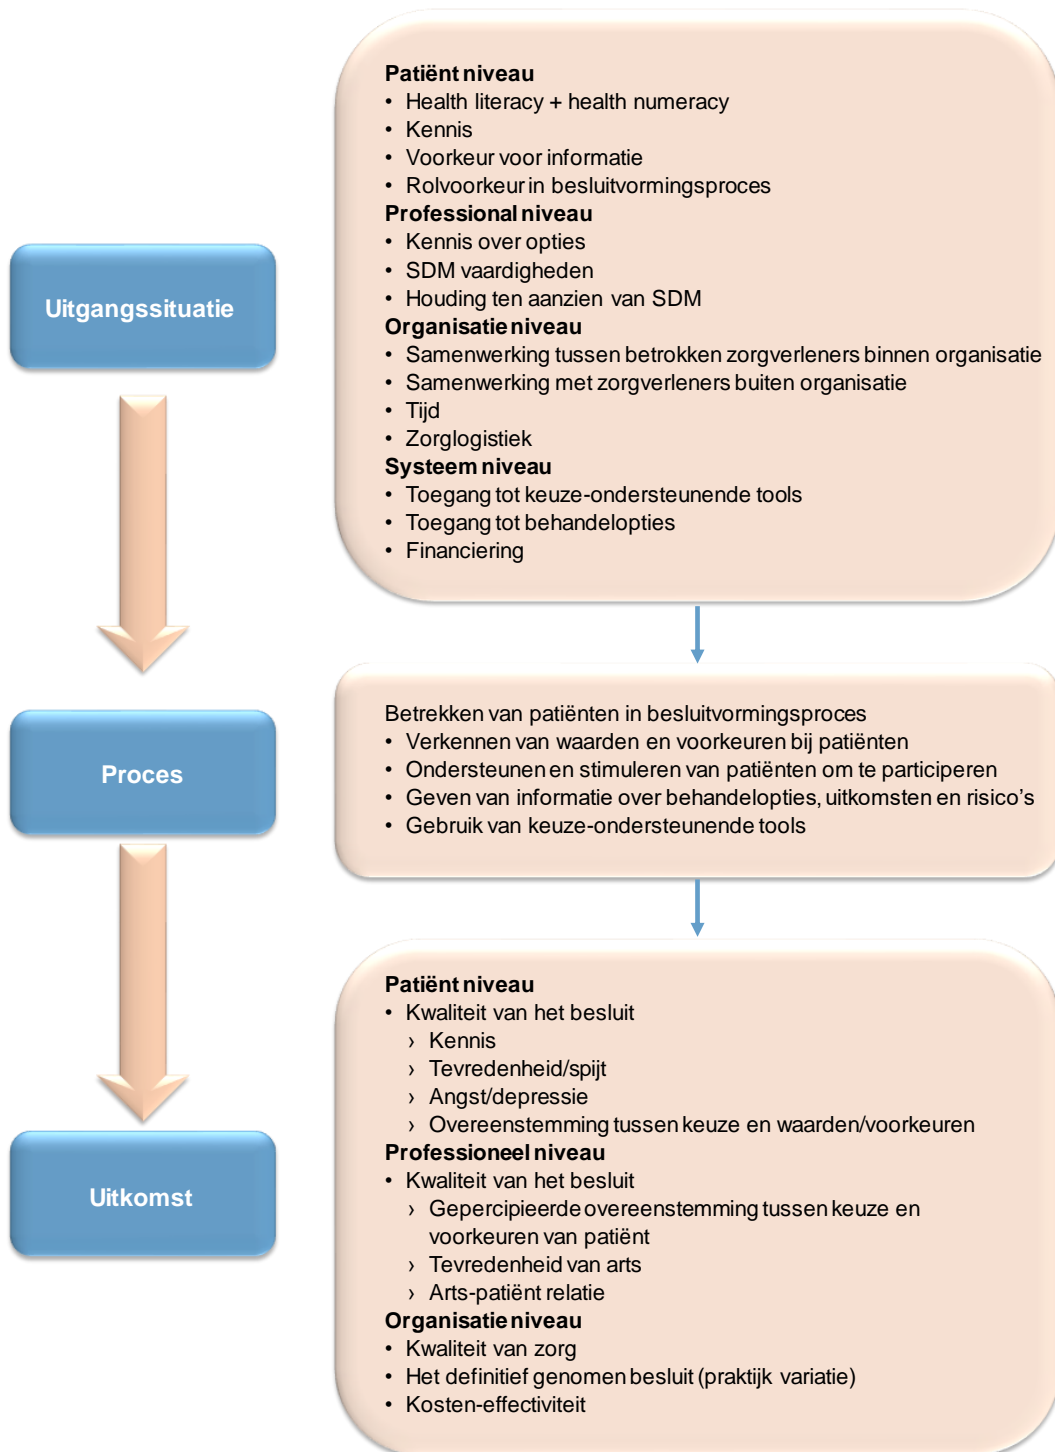 Uitgangssituatie
Patiënt niveau
• Health literacy + health numeracy
• Kennis
• Voorkeur voor informatie
• Rolvoorkeur in besluitvormingsproces
Professional niveau
• Kennis over opties
• SDM vaardigheden
• Houding ten aanzien van SDM
Organisatie niveau
• Samenwerking tussen betrokken zorgverleners binnen organisatie
• Samenwerking met zorgverleners buiten organisatie
• Tijd
• Zorglogistiek
Systeem niveau
• Toegang tot keuze-ondersteunende tools
• Toegang tot behandelopties
• Financiering
Proces
Betrekken van patiënten in besluitvormingsproces
• Verkennen van waarden en voorkeuren bij patiënten
• Ondersteunen en stimuleren van patiënten om te participeren
• Geven van informatie over behandelopties, uitkomsten en risico's
• Gebruik van keuze-ondersteunende tools
Uitkomst
Patiënt niveau
• Kwaliteit van het besluit
› Kennis
› Tevredenheid/spijt
› Angst/depressie
› Overeenstemming tussen keuze en waarden/voorkeuren
Professioneel niveau
• Kwaliteit van het besluit
› Gepercipieerde overeenstemming tussen keuze en
voorkeuren van patiënt
› Tevredenheid van arts
› Arts-patiënt relatie
Organisatie niveau
• Kwaliteit van zorg
• Het definitief genomen besluit (praktijk variatie)
• Kosten-effectiviteit